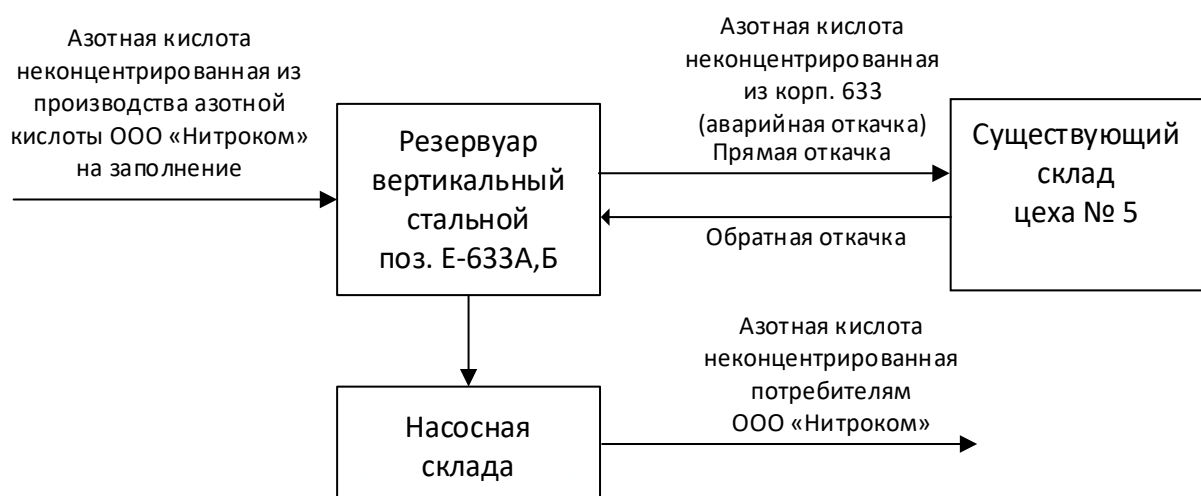 Азотная кислота
неконцентрированная из
производства азотной
кислоты ООО «Нитроком»
на заполнение
Резервуар
вертикальный
стальной
поз. Е-633А,Б
Азотная кислота
неконцентрированная
из корп. 633
(аварийная откачка)
Прямая откачка
Обратная откачка
Существующий
склад
цеха № 5
Насосная
склада
Азотная кислота
неконцентрированная
потребителям
ООО «Нитроком»